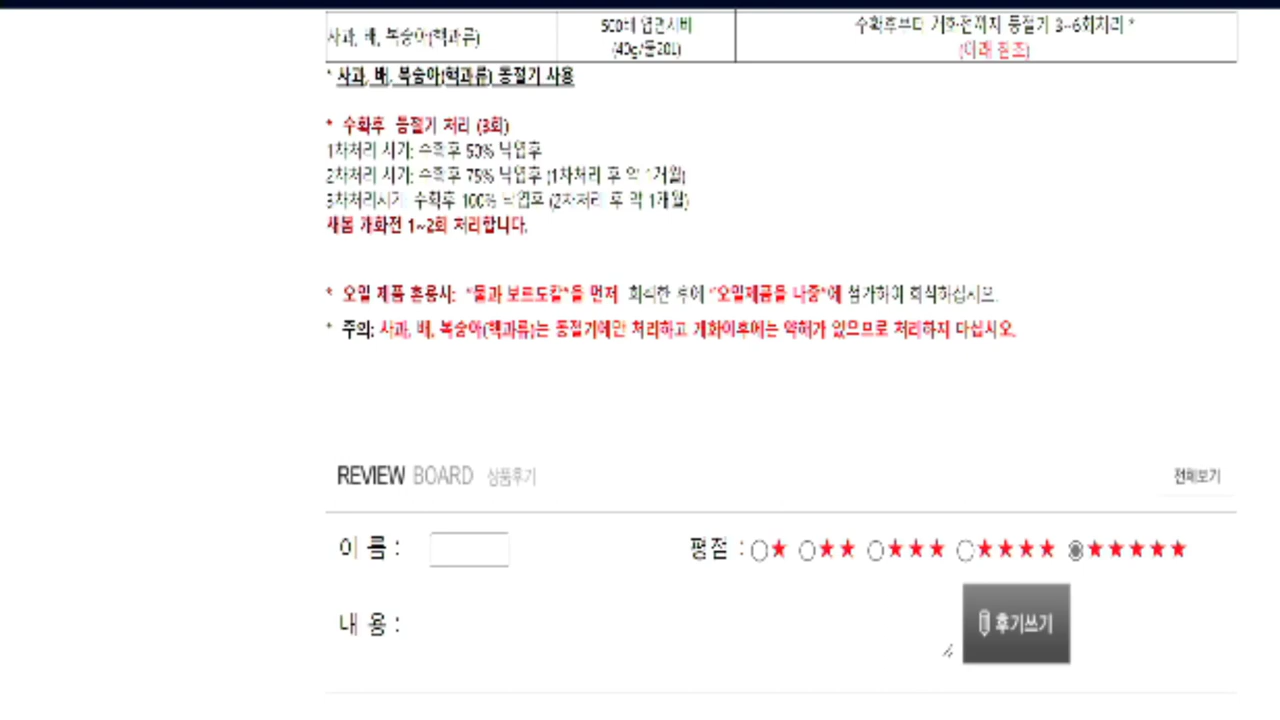 사과, 배, 복숭아(핵과류)
500배 엽면시비
(40g/물20L)
수확후부터 개화전까지 동절기 3~6회처리 *
(아래 참조)
* 사과, 배, 복숭아(핵과류) 동절기 사용
* 수확후 동절기 처리 (3회)
1차처리 시기: 수확후 50% 낙엽후
2차처리 시기: 수확후 75% 낙엽후 (1차처리 후 약 1개월)
3차처리시기: 수확후 100% 낙엽후 (2차처리 후 약 1개월)
새봄 개화전 1~2회 처리합니다.
* 오일 제품 혼용시: "물과 보르도칼"을 먼저 희석한 후에 "오일제품을 나중"에 첨가하여 희석하십시오.
* 주의: 사과, 배, 복숭아(핵과류)는 동절기에만 처리하고 개화이후에는 약해가 있으므로 처리하지 마십시오.
REVIEW BOARD 상품후기
전체보기
이 름 :
평점 : ★ ★★ ★★★ ★★★★ ★★★★★
내 용 :
후기쓰기